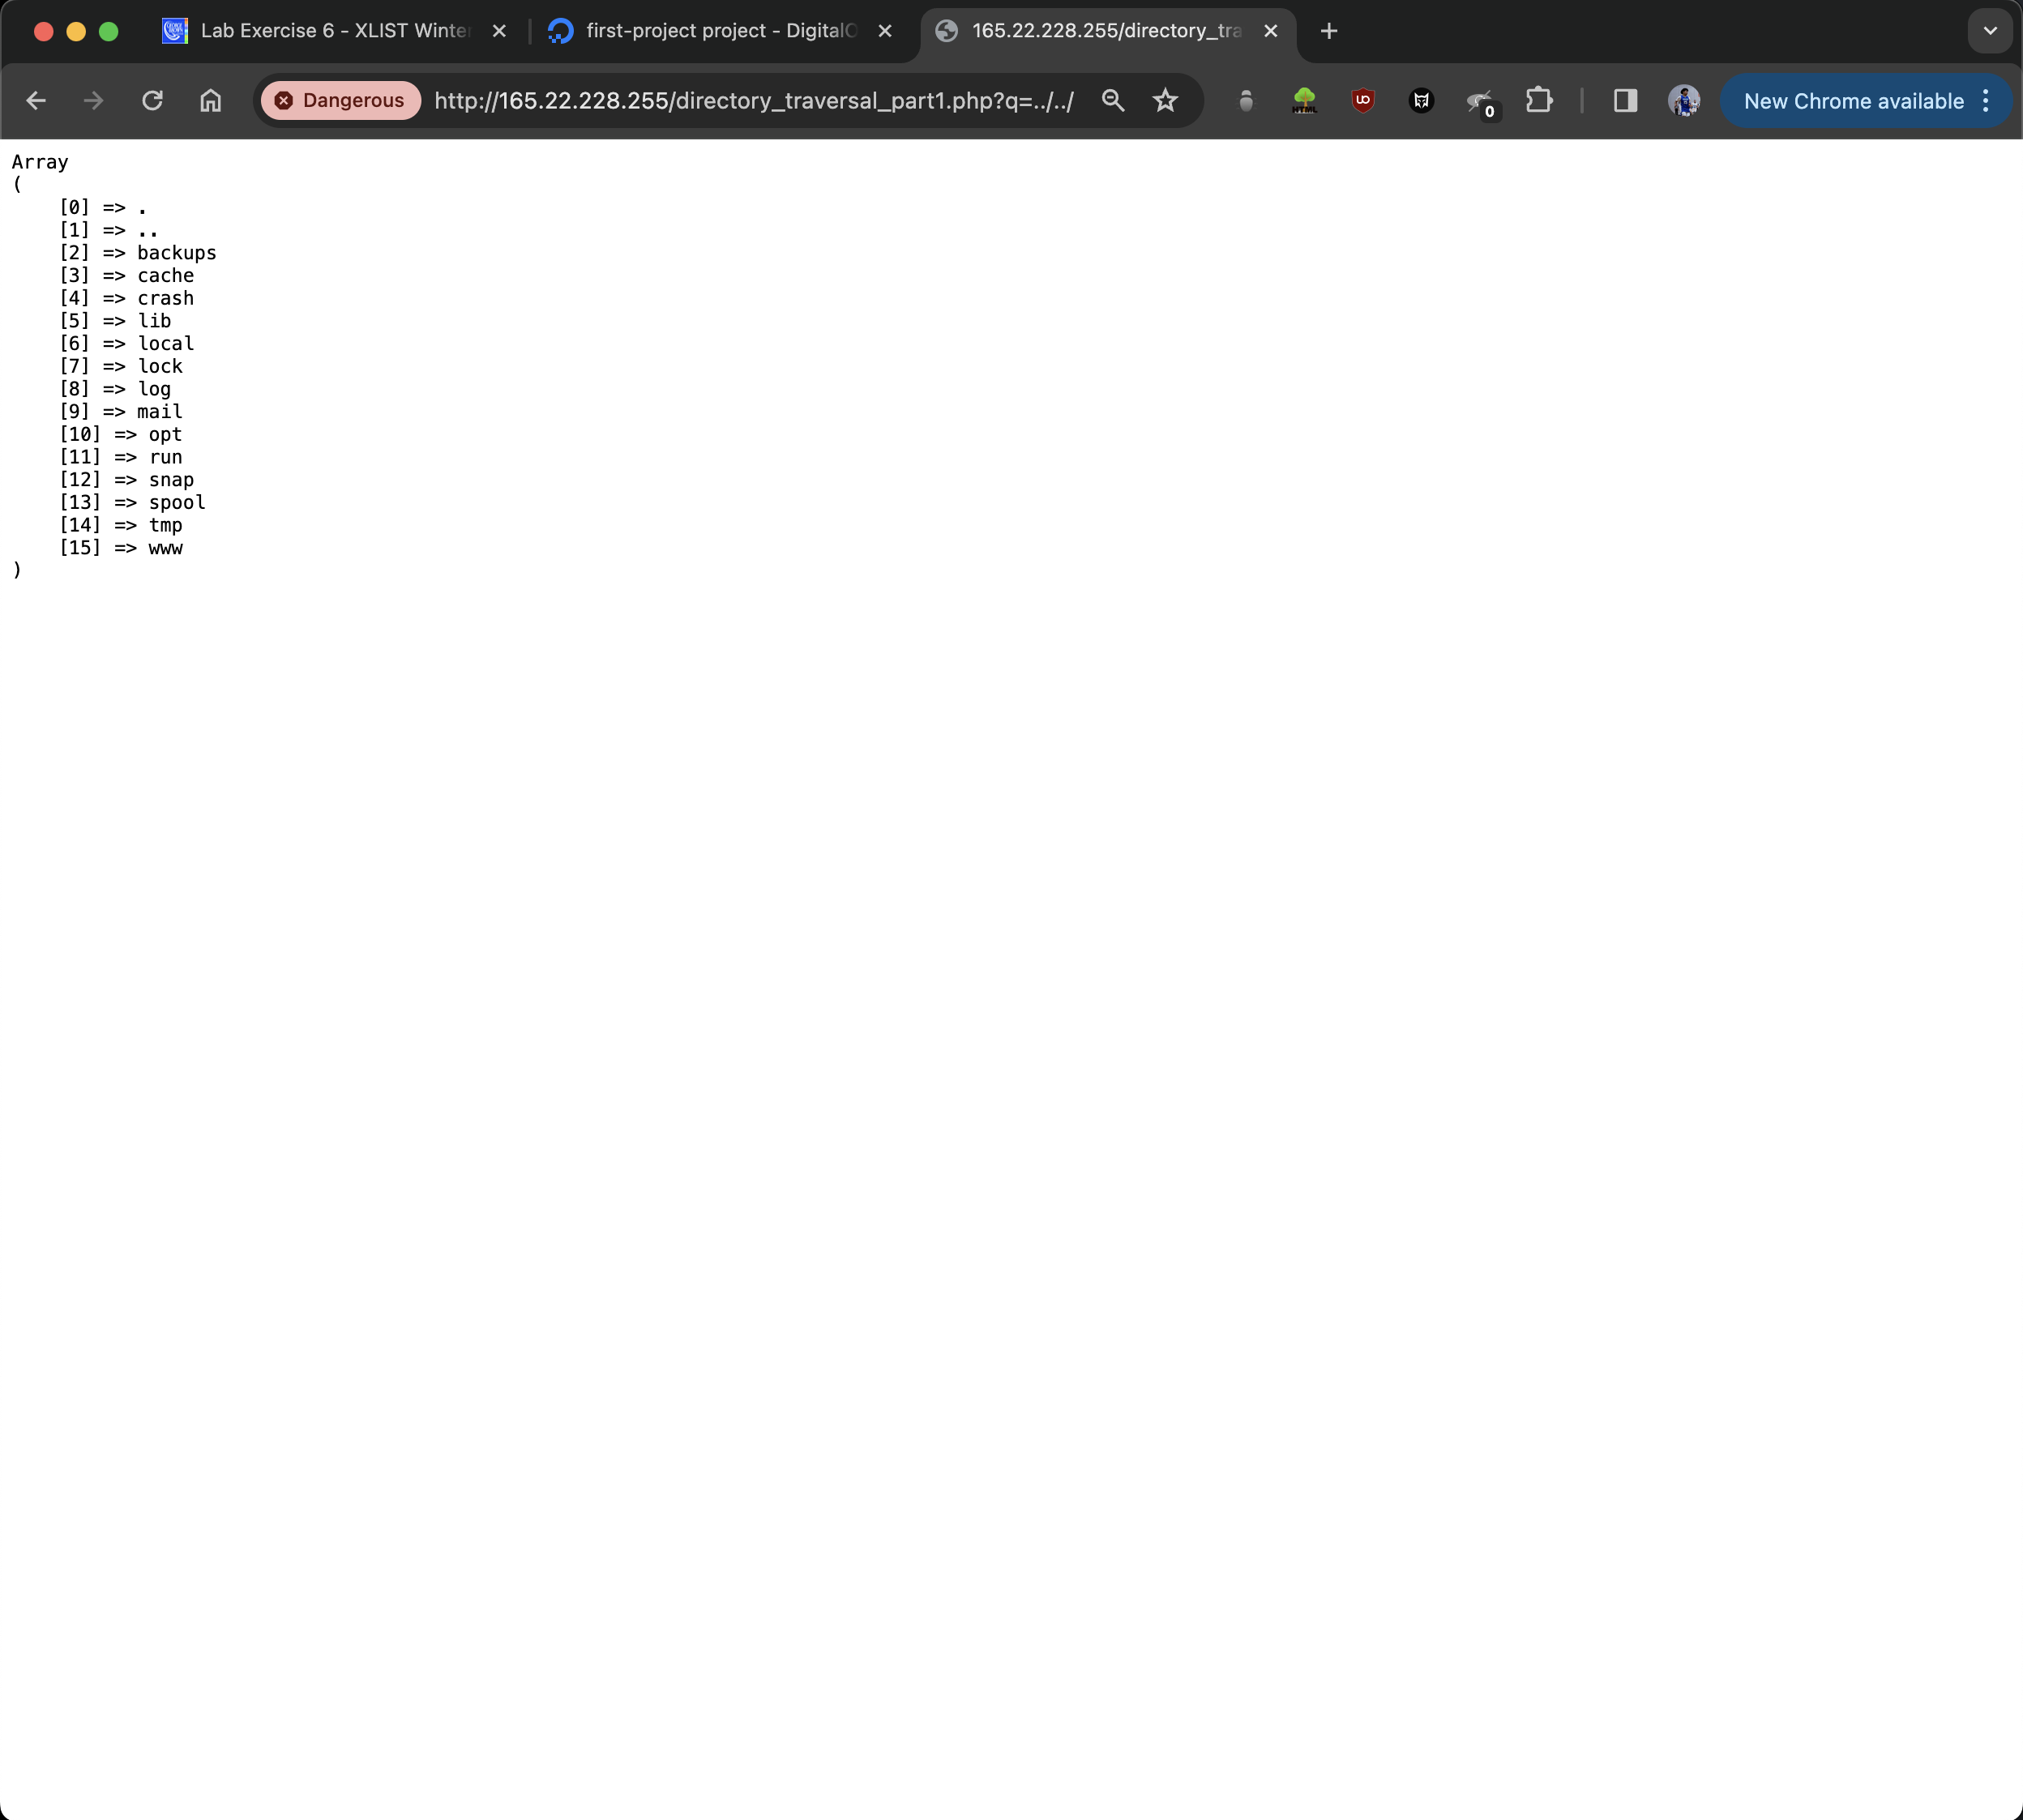 Lab Exercise 6 - XLIST Winte
first-project project - Digital
165.22.228.255/directory_tra
Dangerous
http://165.22.228.255/directory_traversal_part1.php?q=../../
HTML
0
New Chrome available
Array
(
[0] => .
[1] => ..
[2] => backups
[3] => cache
[4] => crash
[5] => lib
[6] => local
[7] => lock
[8] => log
[9] => mail
[10] => opt
[11] => run
[12] => snap
[13] => spool
[14] => tmp
[15] => www
)